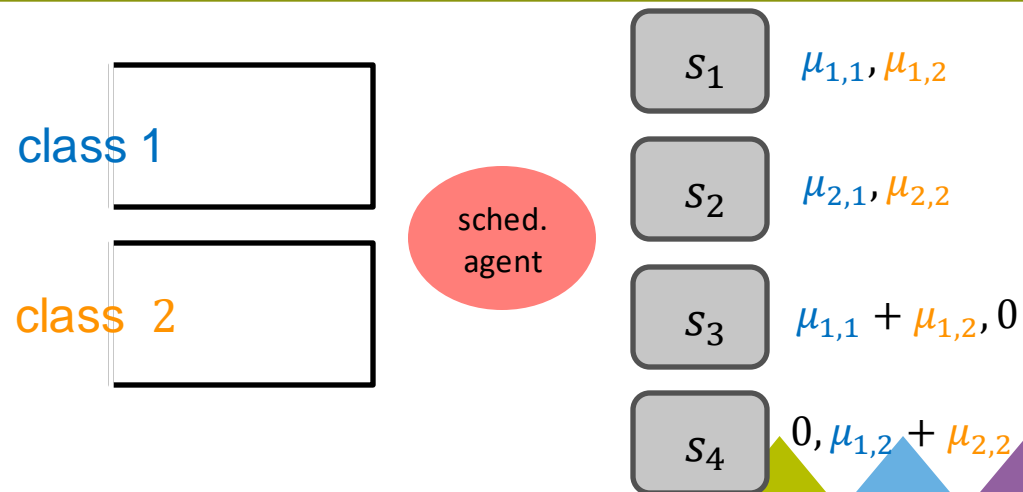 class 1
class 2
sched.
agent
s₁ μ₁,₁, μ₁,₂
s₂ μ₂,₁, μ₂,₂
s₃ μ₁,₁ + μ₁,₂, 0
s₄ 0, μ₁,₂ + μ₂,₂